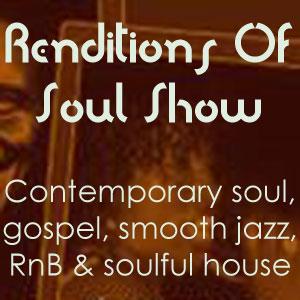 Renditions Of
Soul Show
Contemporary soul,
gospel, smooth jazz,
RnB & soulful house